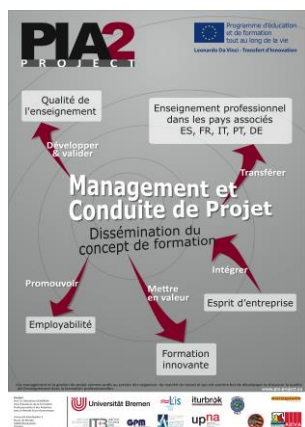 PIA2
PROJECT
Programme d'éducation
et de formation
tout au long de la vie
Leonardo Da Vinci - Transfert d'Innovation
Qualité de
l'enseignement
Enseignement professionnel
dans les pays associés
ES, FR, IT, PT, DE
Développer
& valider
Transférer
Management et
Conduite de Projet
Dissémination du
concept de formation
Intégrer
Promouvoir
Mettre
en valeur
Esprit d'entreprise
Employabilité
Formation
innovante
Universität Bremen
iturbrok
upna